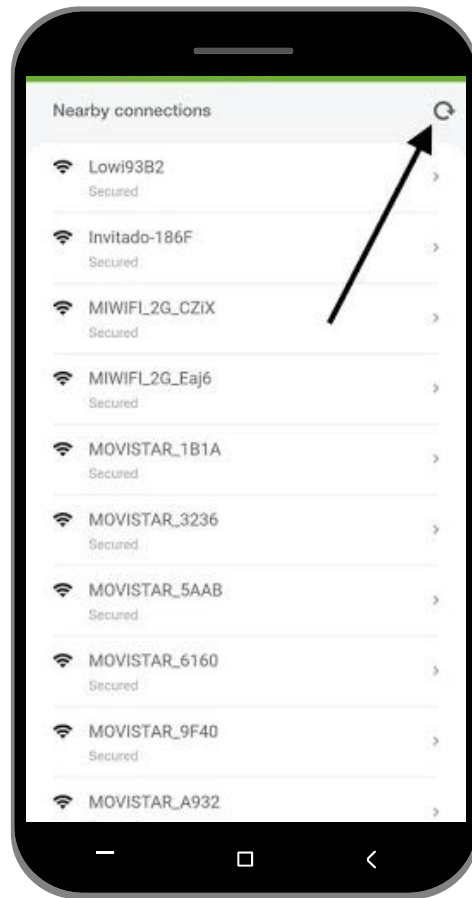 Nearby connections
Lowi93B2
Secured
Invitado-186F
Secured
MIWIFI_2G_CZiX
Secured
MIWIFI_2G_Eaj6
Secured
MOVISTAR_1B1A
Secured
MOVISTAR_3236
Secured
MOVISTAR_5AAB
Secured
MOVISTAR_6160
Secured
MOVISTAR_9F40
Secured
MOVISTAR_A932